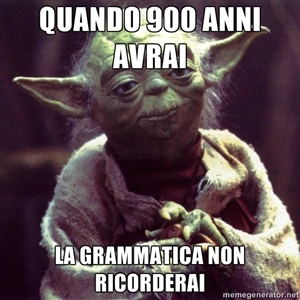 QUANDO 900 ANNI
AVRAI
LA GRAMMATICA NON
RICORDERAI
memegenerator.net